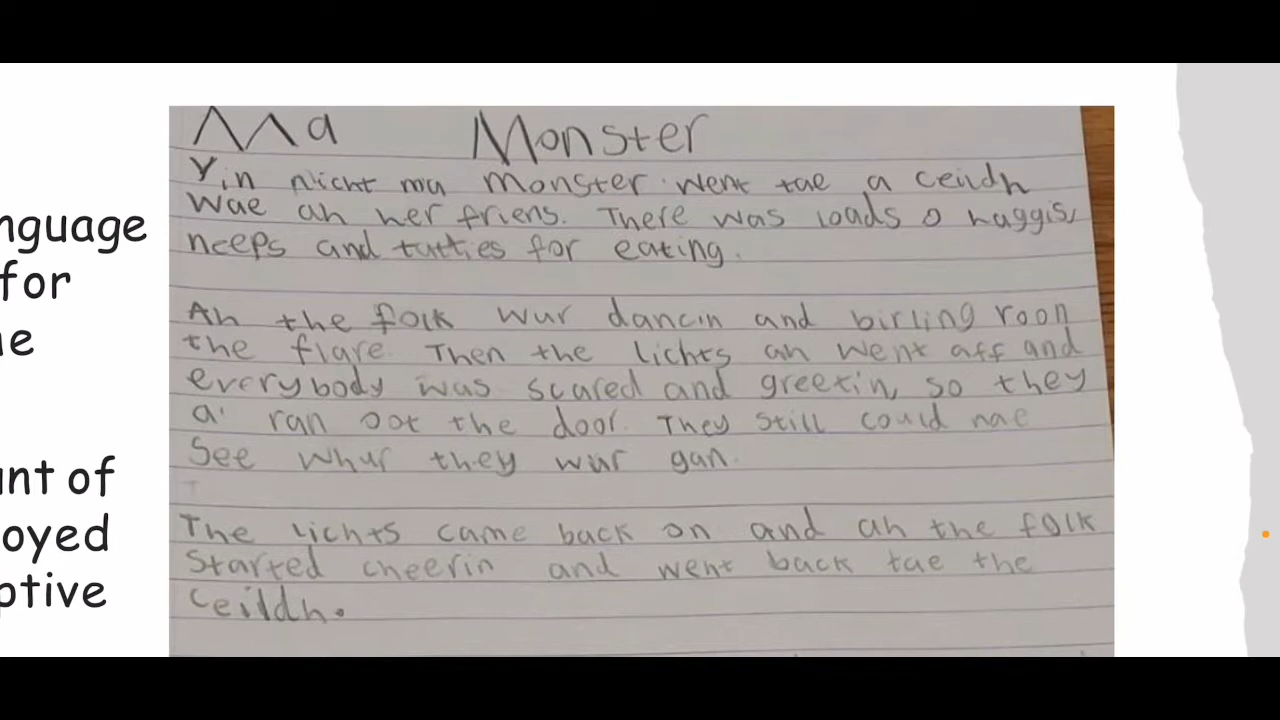 nguage
for
ne
nt of
oyed
ptive
Ma Monster
Yin Nicht ma monster went tae a ceildh
wae ah her friens. There was loads o haggis,
neeps and tatties for eating.
Ah the folk wur dancin and birling roon
the flare. Then the lichts ah went aff and
everybody was scared and greetin, so they
a' ran oot the door. They still could nae
see whur they wur gan.
The lichts came back on and ah the folk
started cheerin and went back tae the
ceildh.